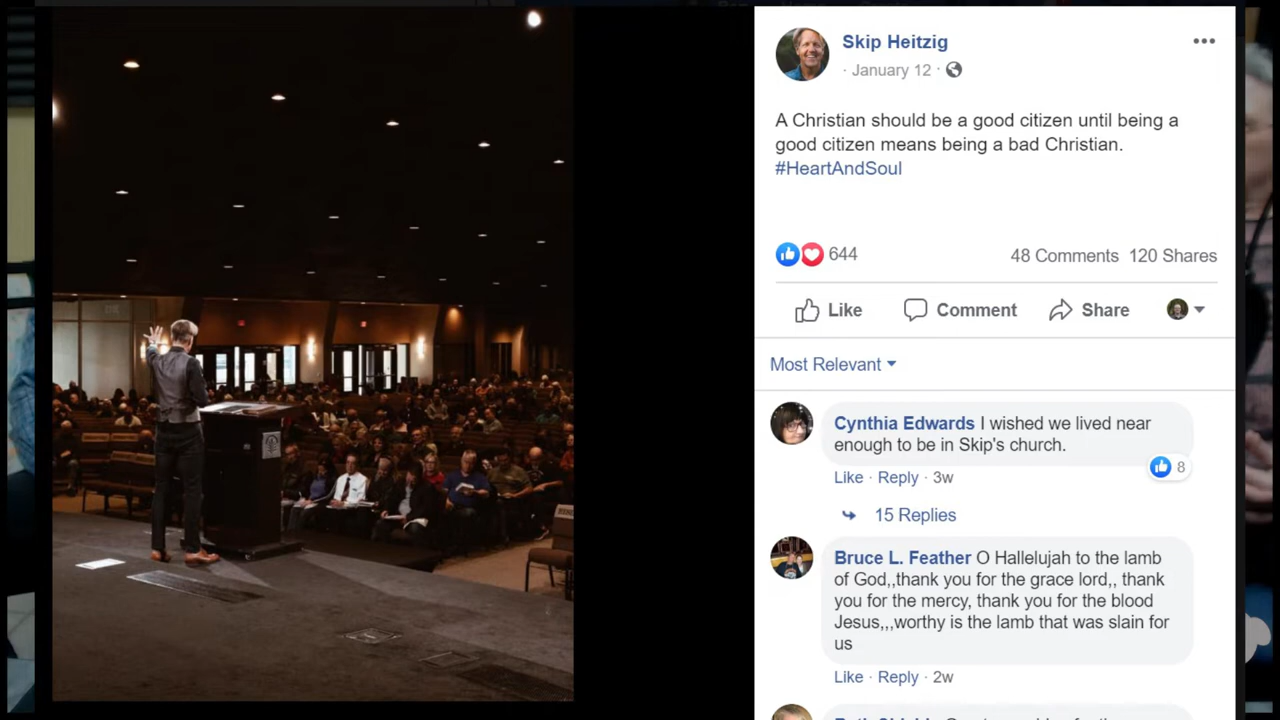 Skip Heitzig
· January 12 ·
A Christian should be a good citizen until being a
good citizen means being a bad Christian.
#HeartAndSoul
644
48 Comments 120 Shares
Like Comment Share
Most Relevant
Cynthia Edwards I wished we lived near
enough to be in Skip's church.
8
Like · Reply · 3w
15 Replies
Bruce L. Feather O Hallelujah to the lamb
of God,,thank you for the grace lord,, thank
you for the mercy, thank you for the blood
Jesus,,,worthy is the lamb that was slain for
us
Like · Reply · 2w